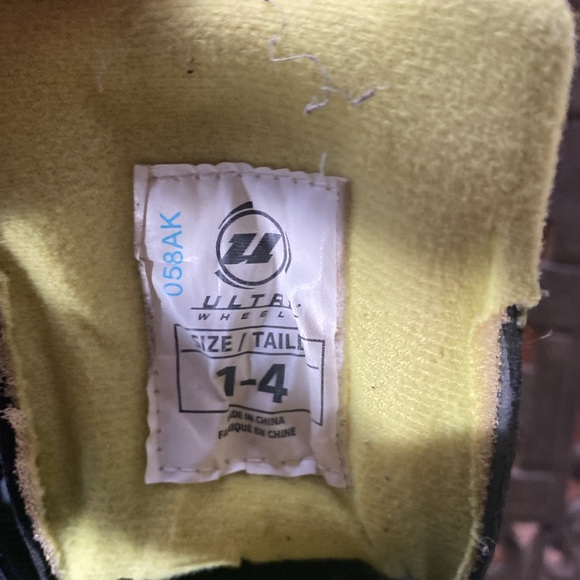 058AK
U
ULTRA
WHEELS
SIZE / TAILLE
1-4
MADE IN CHINA
FABRIQUE EN CHINE